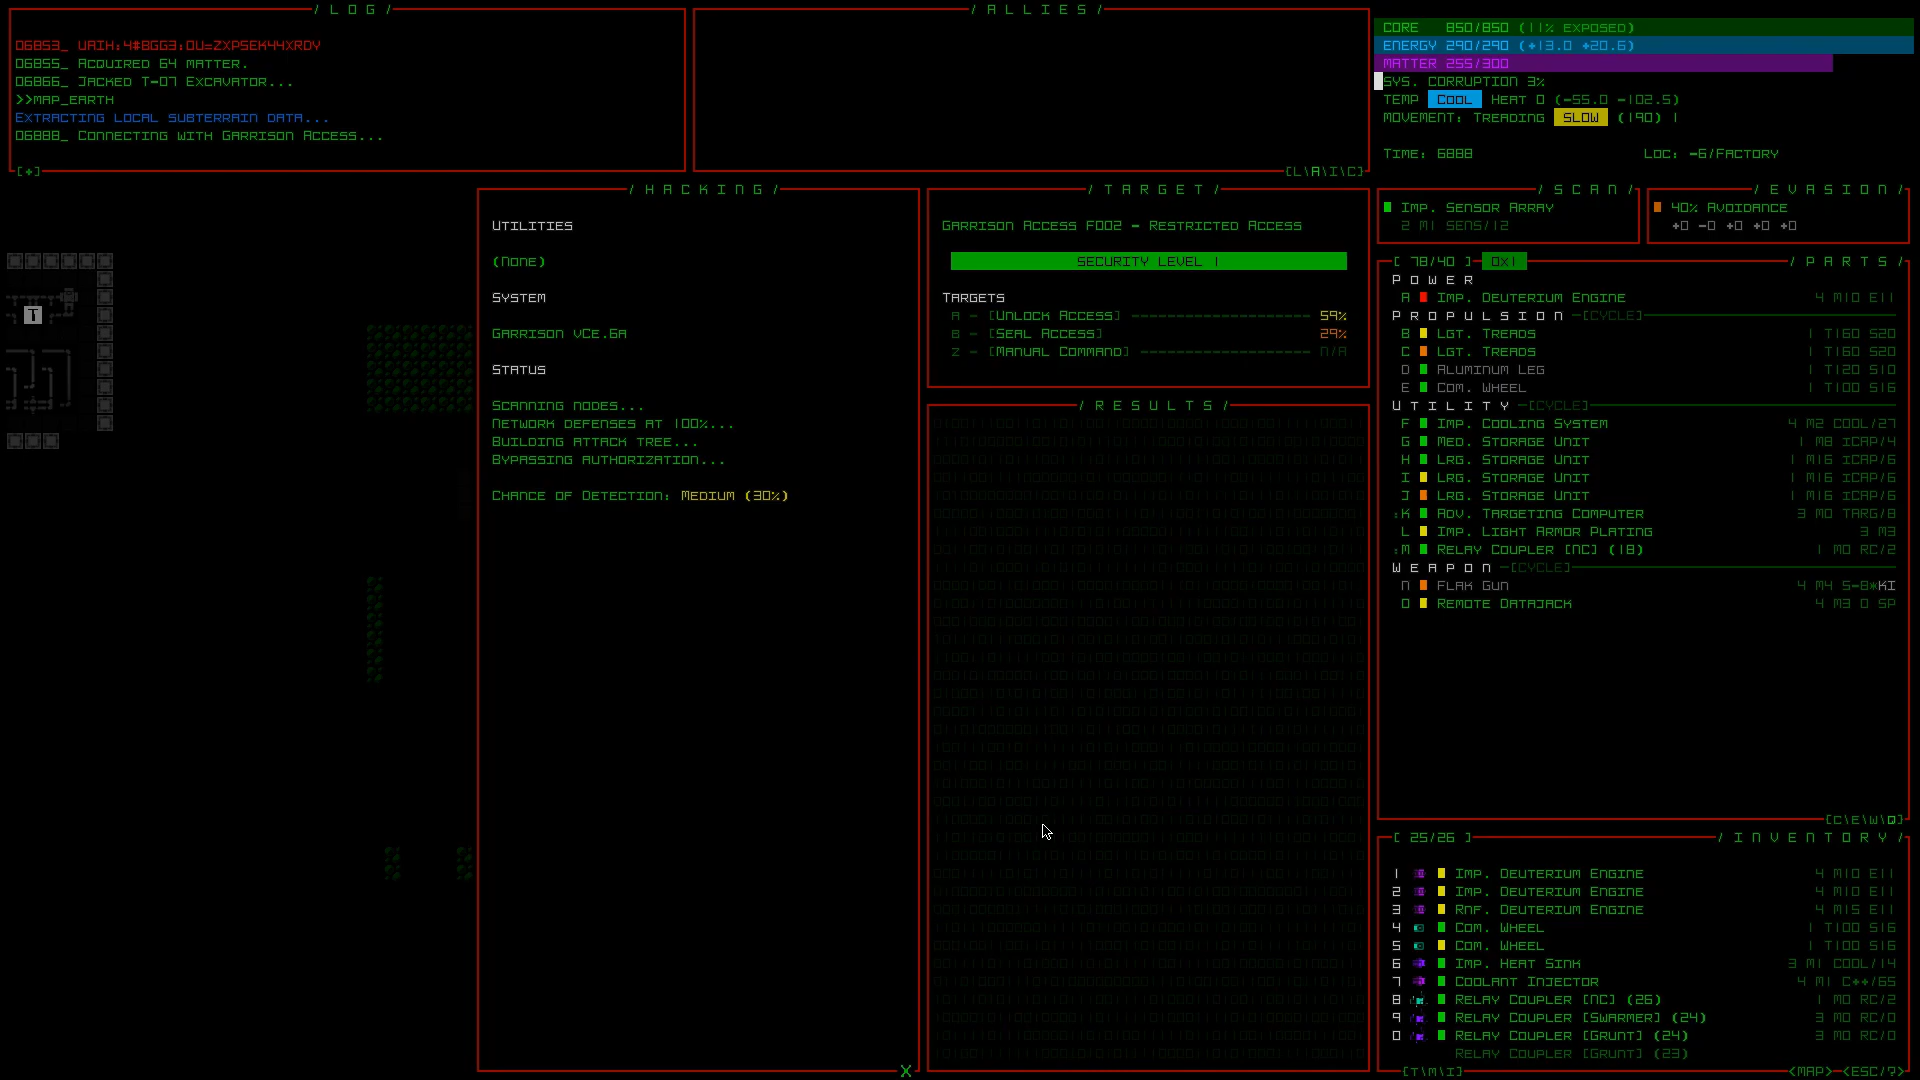 / L O G /
06853_ URIH:4#8GG3:0U=ZXPSEK44XRDY
06855_ Acquired 64 matter.
06866_ Jacked T-07 Excavator...
>>MAP_EARTH
EXTRACTING LOCAL SUBTERRAIN DATA...
06888_ Connecting with Garrison Access...
[+]
/ A L L I E S /
[L\A\I\C]
CORE 850/850 (11% EXPOSED)
ENERGY 290/290 (+13.0 +20.6)
MATTER 255/300
SYS. CORRUPTION 3%
TEMP COOL HEAT 0 (-55.0 -102.5)
MOVEMENT: TREADING SLOW (190) 1
TIME: 6888 LOC: -6/FACTORY
/ S C A N /
Imp. Sensor Array
2 M1 SENS/12
/ E V A S I O N /
40% Avoidance
+0 -0 +0 +0 +0
T
/ H A C K I N G /
UTILITIES
(None)
SYSTEM
Garrison vCe.6a
STATUS
Scanning nodes...
Network defenses at 100%...
Building attack tree...
Bypassing authorization...
Chance of Detection: Medium (30%)
X
/ T A R G E T /
Garrison Access F002 - Restricted Access
SECURITY LEVEL 1
TARGETS
A - [Unlock Access] 59%
B - [Seal Access] 29%
Z - [Manual Command] N/A
/ R E S U L T S /
[ 78/40 ] 0x1 / P A R T S /
P O W E R
A Imp. Deuterium Engine 4 M10 E11
P R O P U L S I O N [CYCLE]
B Lgt. Treads 1 T160 S20
C Lgt. Treads 1 T160 S20
D Aluminum Leg 1 T120 S10
E Com. Wheel 1 T100 S16
U T I L I T Y [CYCLE]
F Imp. Cooling System 4 M2 COOL/27
G Med. Storage Unit 1 M8 ICAP/4
H Lrg. Storage Unit 1 M16 ICAP/6
I Lrg. Storage Unit 1 M16 ICAP/6
J Lrg. Storage Unit 1 M16 ICAP/6
:K Adv. Targeting Computer 3 M0 TARG/8
L Imp. Light Armor Plating 3 M3
:M Relay Coupler [NC] (18) 1 M0 RC/2
W E A P O N [CYCLE]
N Flak Gun 4 M4 5-8*KI
O Remote Datajack 4 M3 0 SP
[C\E\W\Q]
[ 25/26 ] / I N V E N T O R Y /
1 Imp. Deuterium Engine 4 M10 E11
2 Imp. Deuterium Engine 4 M10 E11
3 Rnf. Deuterium Engine 4 M15 E11
4 Com. Wheel 1 T100 S16
5 Com. Wheel 1 T100 S16
6 Imp. Heat Sink 3 M1 COOL/14
7 Coolant Injector 4 M1 C++/65
8 Relay Coupler [NC] (26) 1 M0 RC/2
9 Relay Coupler [Swarmer] (24) 3 M0 RC/0
0 Relay Coupler [Grunt] (24) 3 M0 RC/0
Relay Coupler [Grunt] (23)
[T\M\I] <MAP> <ESC/?>